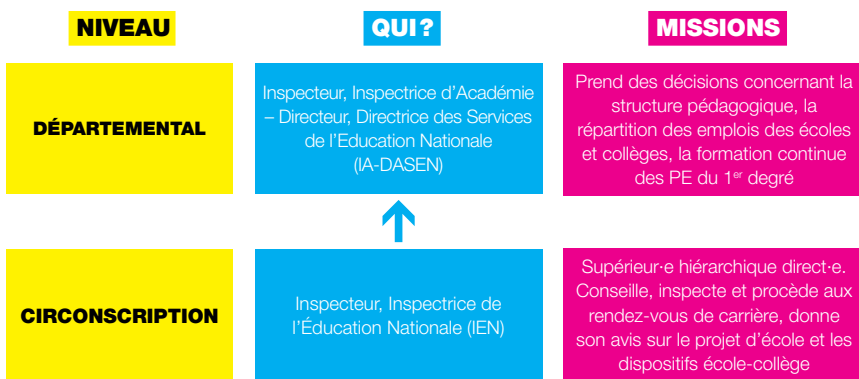 NIVEAU
QUI ?
MISSIONS
DÉPARTEMENTAL
Inspecteur, Inspectrice d’Académie
– Directeur, Directrice des Services
de l’Education Nationale
(IA-DASEN)
Prend des décisions concernant la
structure pédagogique, la
répartition des emplois des écoles
et collèges, la formation continue
des PE du 1er degré
CIRCONSCRIPTION
Inspecteur, Inspectrice de
l’Éducation Nationale (IEN)
Supérieur·e hiérarchique direct·e.
Conseille, inspecte et procède aux
rendez-vous de carrière, donne
son avis sur le projet d’école et les
dispositifs école-collège